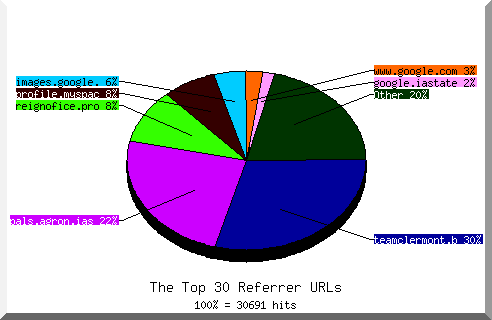 www.google.com 3%
images.google. 6%
google.iastate 2%
profile.myspac 8%
Other 20%
reignofice.pro 8%
pals.agron.ias 22%
teamclermont.b 30%
The Top 30 Referrer URLs
100% = 30691 hits